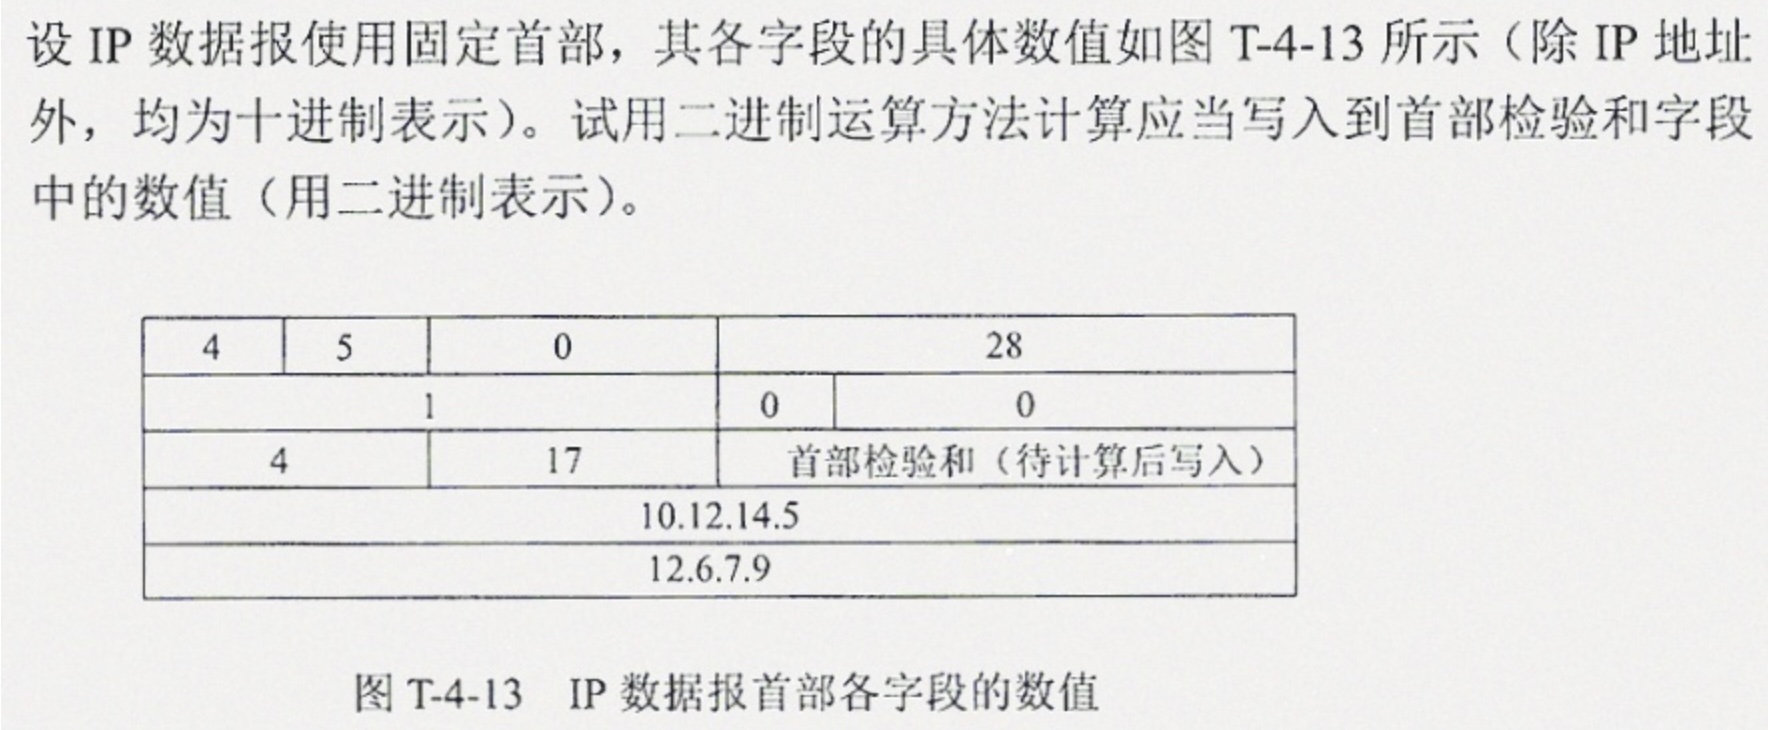 设 IP 数据报使用固定首部，其各字段的具体数值如图 T-4-13 所示（除 IP 地址
外，均为十进制表示）。试用二进制运算方法计算应当写入到首部检验和字段
中的数值（用二进制表示）。
4 5 0 28
1 0 0
4 17 首部检验和（待计算后写入）
10.12.14.5
12.6.7.9
图 T-4-13 IP 数据报首部各字段的数值